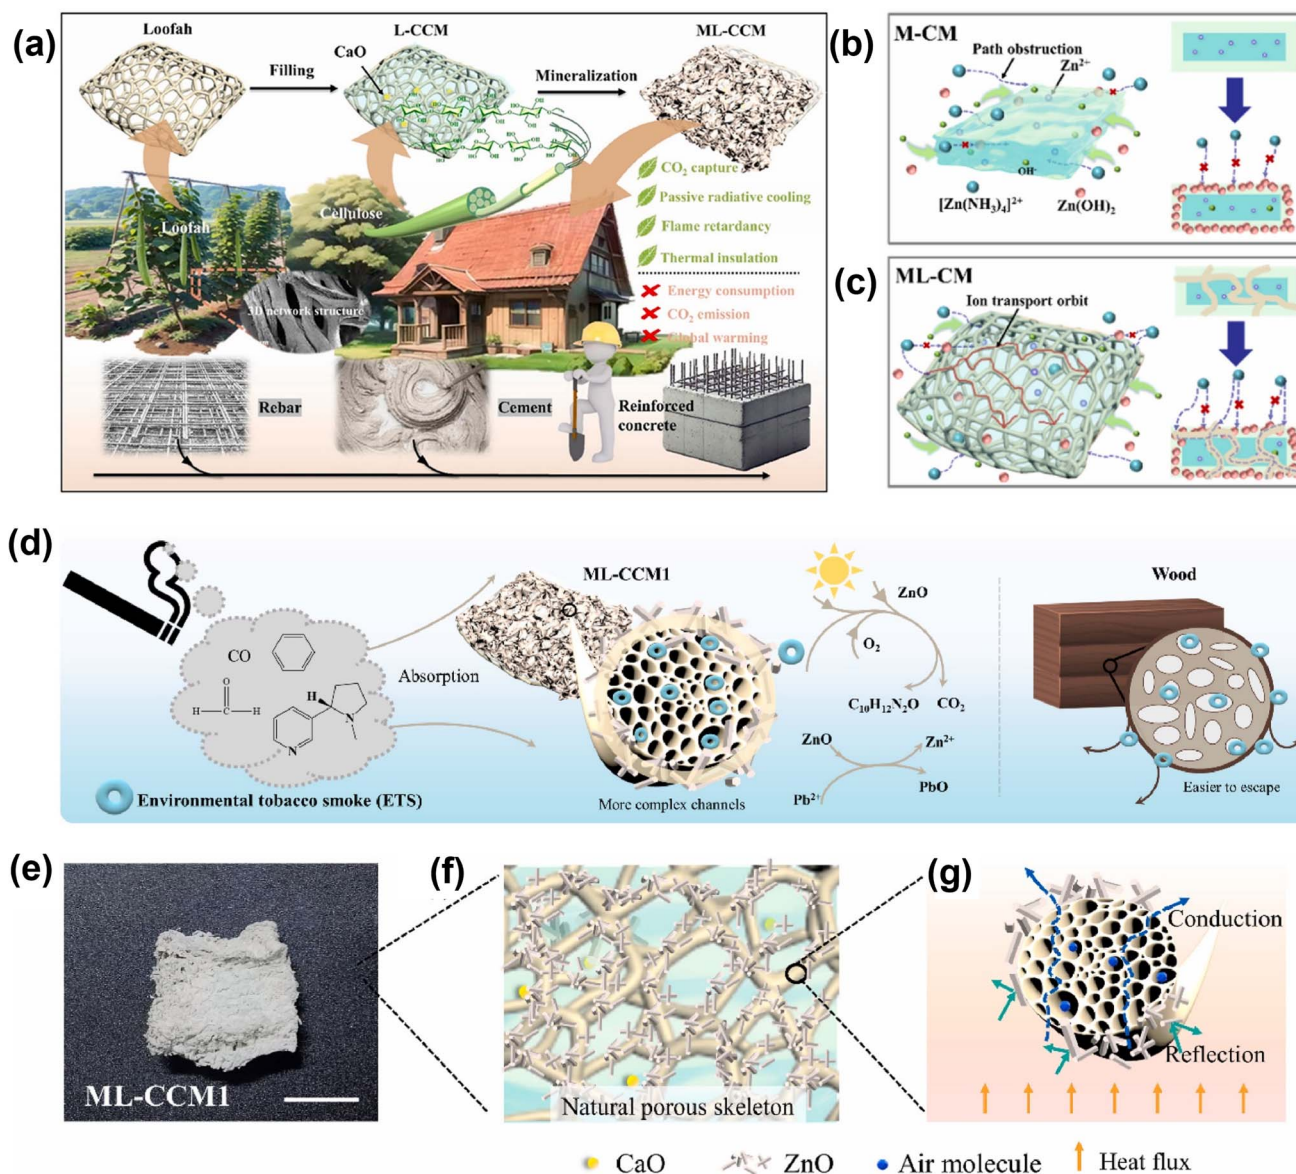 (a)
Loofah
L-CCM
ML-CCM
CaO
Filling
Mineralization
CO₂ capture
Passive radiative cooling
Flame retardancy
Thermal insulation
Cellulose
Loofah
3D network structure
Energy consumption
CO₂ emission
Global warming
Rebar
Cement
Reinforced
concrete
(b)
M-CM
Path obstruction
Zn²⁺
OH⁻
[Zn(NH₃)₄]²⁺
Zn(OH)₂
(c)
ML-CM
Ion transport orbit
(d)
CO
O
H
H
H
N
N
Environmental tobacco smoke (ETS)
Absorption
ML-CCM1
More complex channels
ZnO
O₂
C₁₀H₁₂N₂O
CO₂
ZnO
Zn²⁺
Pb²⁺
PbO
Wood
Easier to escape
(e)
ML-CCM1
(f)
Natural porous skeleton
(g)
Conduction
Reflection
CaO
ZnO
Air molecule
Heat flux